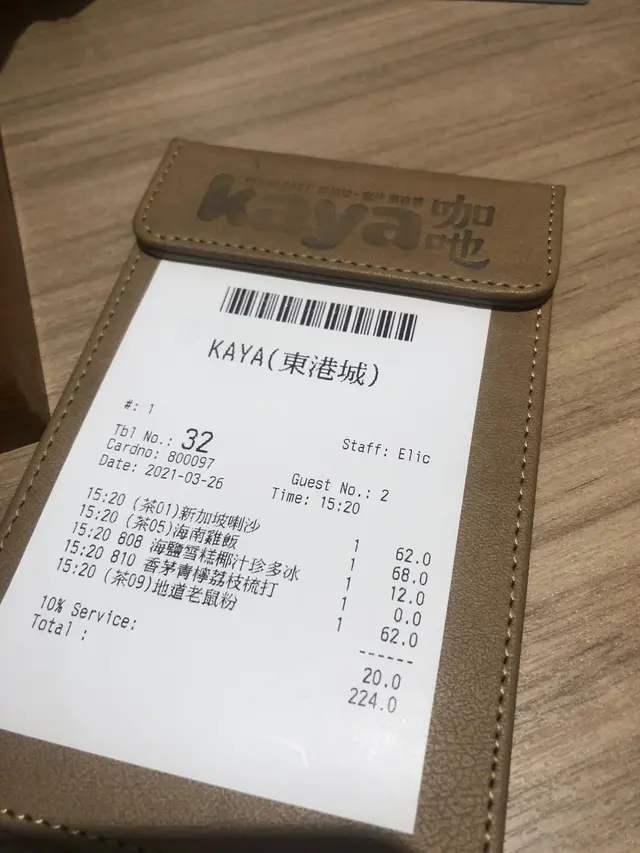 kaya咖吔
KAYA(東港城)
#: 1
Tbl No.: 32 Staff: Elic
Cardno: 800097
Date: 2021-03-26 Guest No.: 2
Time: 15:20
15:20 (茶01)新加坡喇沙 1 62.0
15:20 (茶05)海南雞飯 1 68.0
15:20 808 海鹽雪糕椰汁珍多冰 1 12.0
15:20 810 香茅青檸荔枝梳打 1 0.0
15:20 (茶09)地道老鼠粉 1 62.0
------
10% Service: 20.0
Total : 224.0